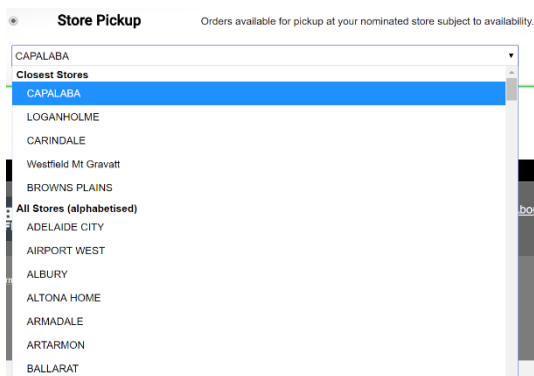 Store Pickup Orders available for pickup at your nominated store subject to availability.
CAPALABA
Closest Stores
CAPALABA
LOGANHOLME
CARINDALE
Westfield Mt Gravatt
BROWNS PLAINS
All Stores (alphabetised)
ADELAIDE CITY
AIRPORT WEST
ALBURY
ALTONA HOME
ARMADALE
ARTARMON
BALLARAT